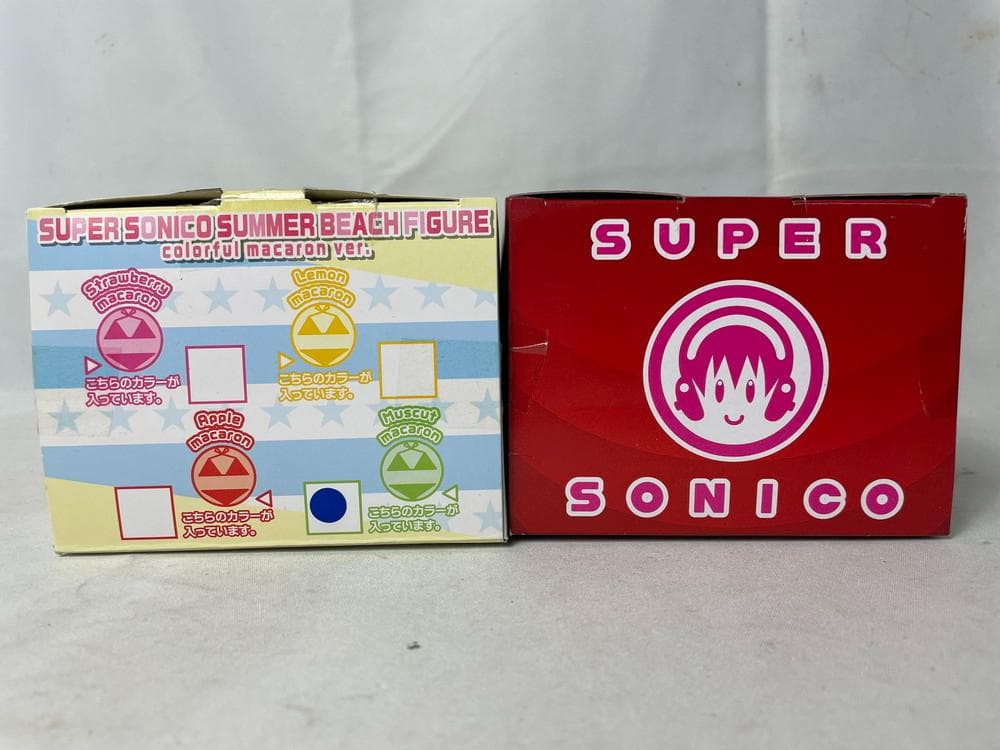 SUPER SONICO SUMMER BEACH FIGURE
colorful macaron ver.
Strawberry
macaron
こちらのカラーが
入っています。
Lemon
macaron
こちらのカラーが
入っています。
Apple
macaron
こちらのカラーが
入っています。
Muscut
macaron
こちらのカラーが
入っています。
SUPER
SONICO